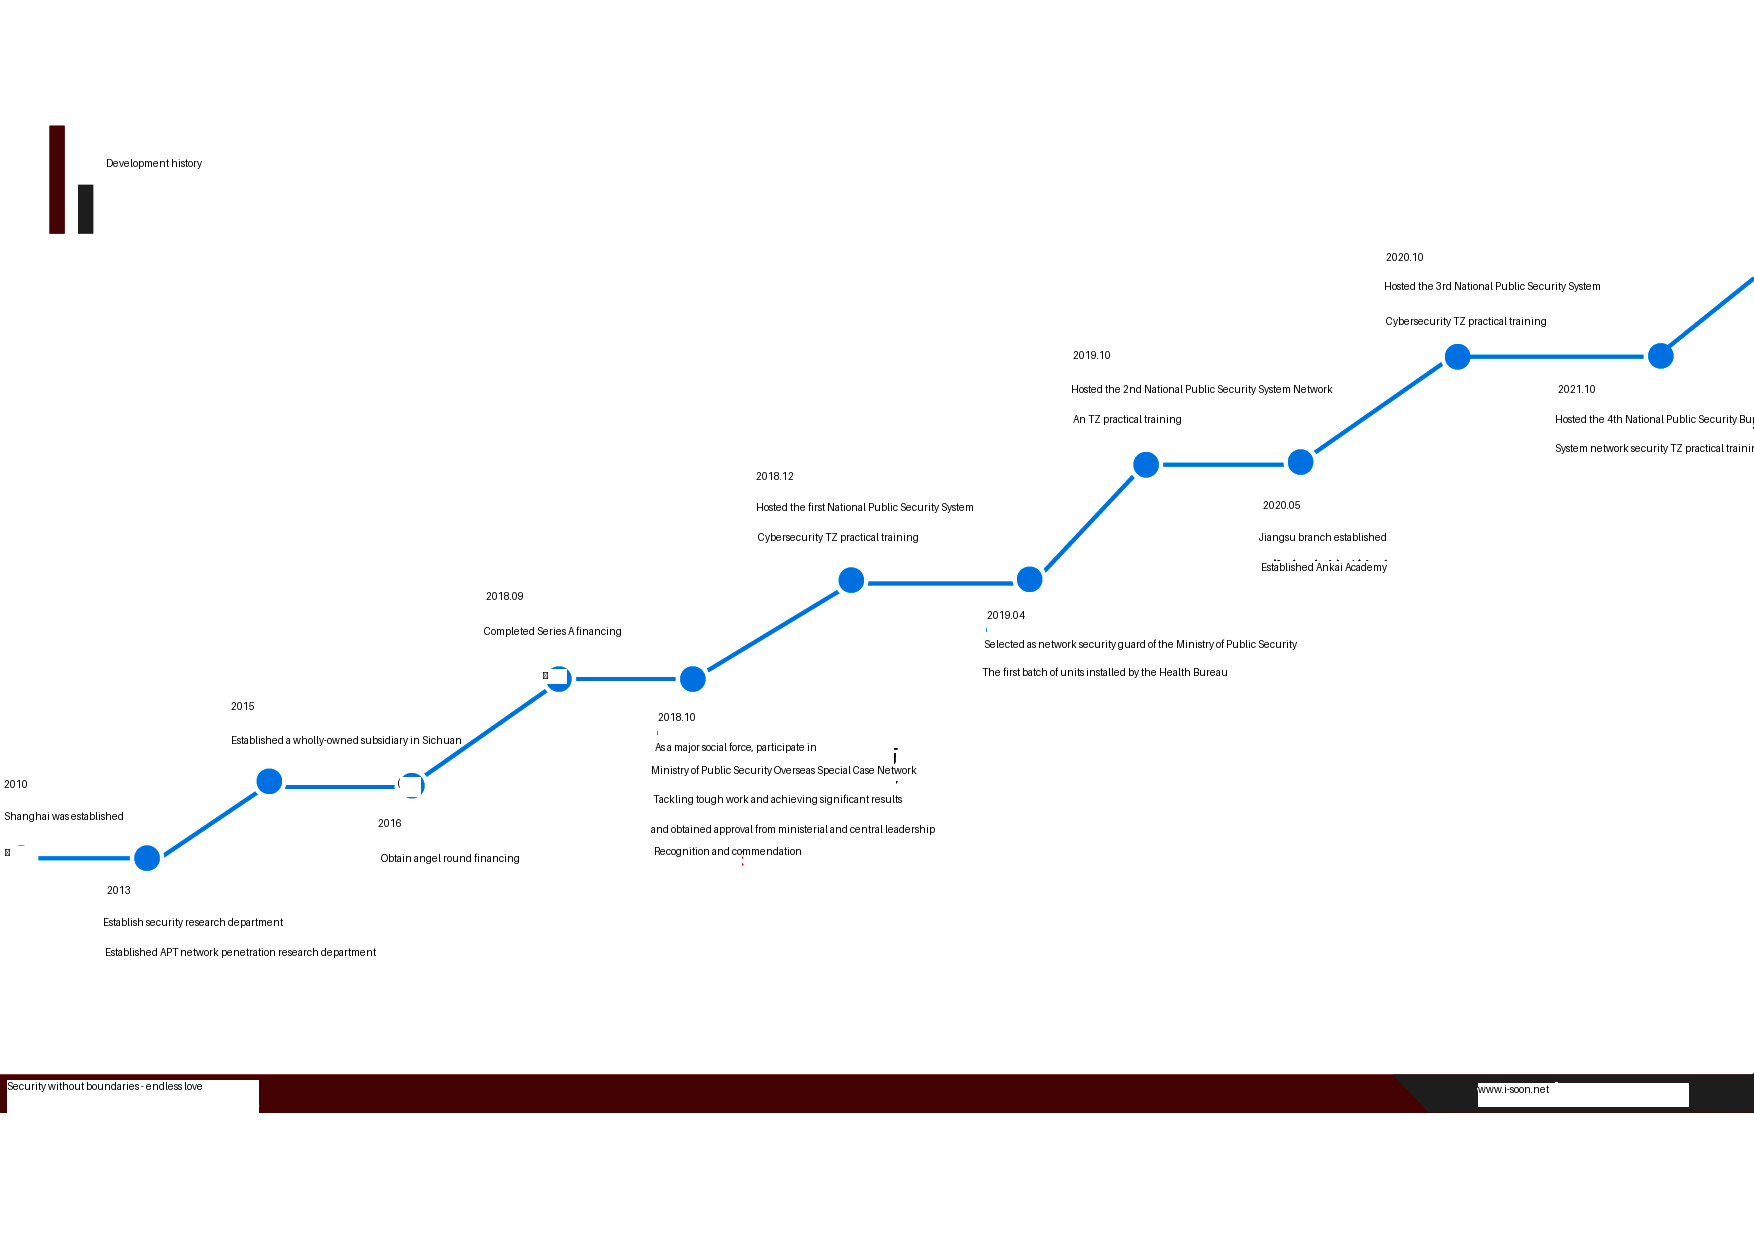 Development history
2010
Shanghai was established
2013
Establish security research department
Established APT network penetration research department
2015
Established a wholly-owned subsidiary in Sichuan
2016
Obtain angel round financing
2018.09
Completed Series A financing
2018.10
As a major social force, participate in
Ministry of Public Security Overseas Special Case Network
Tackling tough work and achieving significant results
and obtained approval from ministerial and central leadership
Recognition and commendation
2018.12
Hosted the first National Public Security System
Cybersecurity TZ practical training
2019.04
Selected as network security guard of the Ministry of Public Security
The first batch of units installed by the Health Bureau
2019.10
Hosted the 2nd National Public Security System Network
An TZ practical training
2020.05
Jiangsu branch established
Established Ankai Academy
2020.10
Hosted the 3rd National Public Security System
Cybersecurity TZ practical training
2021.10
Hosted the 4th National Public Security
System network security TZ practical
Security without boundaries - endless love
www.i-soon.net